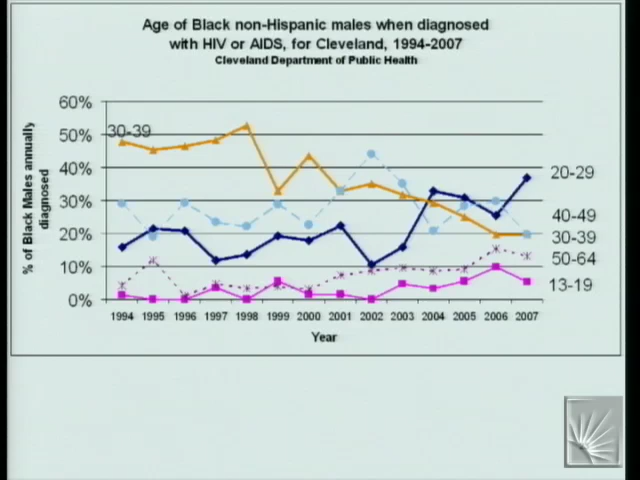 Age of Black non-Hispanic males when diagnosed
with HIV or AIDS, for Cleveland, 1994-2007
Cleveland Department of Public Health
60%
50%
40%
30%
20%
10%
0%
% of Black Males annually
diagnosed
30-39
20-29
40-49
30-39
50-64
13-19
1994 1995 1996 1997 1998 1999 2000 2001 2002 2003 2004 2005 2006 2007
Year